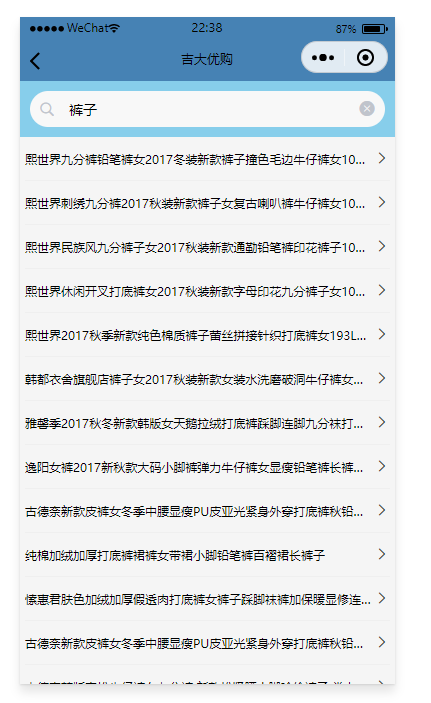 WeChat 22:38 87%
吉大优购
裤子
熙世界九分裤铅笔裤女2017冬装新款裤子撞色毛边牛仔裤女10...
熙世界刺绣九分裤2017秋装新款裤子女复古喇叭裤牛仔裤女10...
熙世界民族风九分裤子女2017秋装新款通勤铅笔裤印花裤子10...
熙世界休闲开叉打底裤女2017秋装新款字母印花九分裤子女10...
熙世界2017秋季新款纯色棉质裤子蕾丝拼接针织打底裤女193L...
韩都衣舍旗舰店裤子女2017秋装新款女装水洗磨破洞牛仔裤女...
雅馨季2017秋冬新款韩版女天鹅拉绒打底裤踩脚连脚九分袜打...
逸阳女裤2017新秋款大码小脚裤弹力牛仔裤女显瘦铅笔裤长裤...
古德奈新款皮裤女冬季中腰显瘦PU皮亚光紧身外穿打底裤秋铅...
纯棉加绒加厚打底裤裙裤女带裙小脚铅笔裤百褶裙长裤子
愫惠君肤色加绒加厚假透肉打底裤女裤子踩脚袜裤加保暖显修连...
古德奈新款皮裤女冬季中腰显瘦PU皮亚光紧身外穿打底裤秋铅...